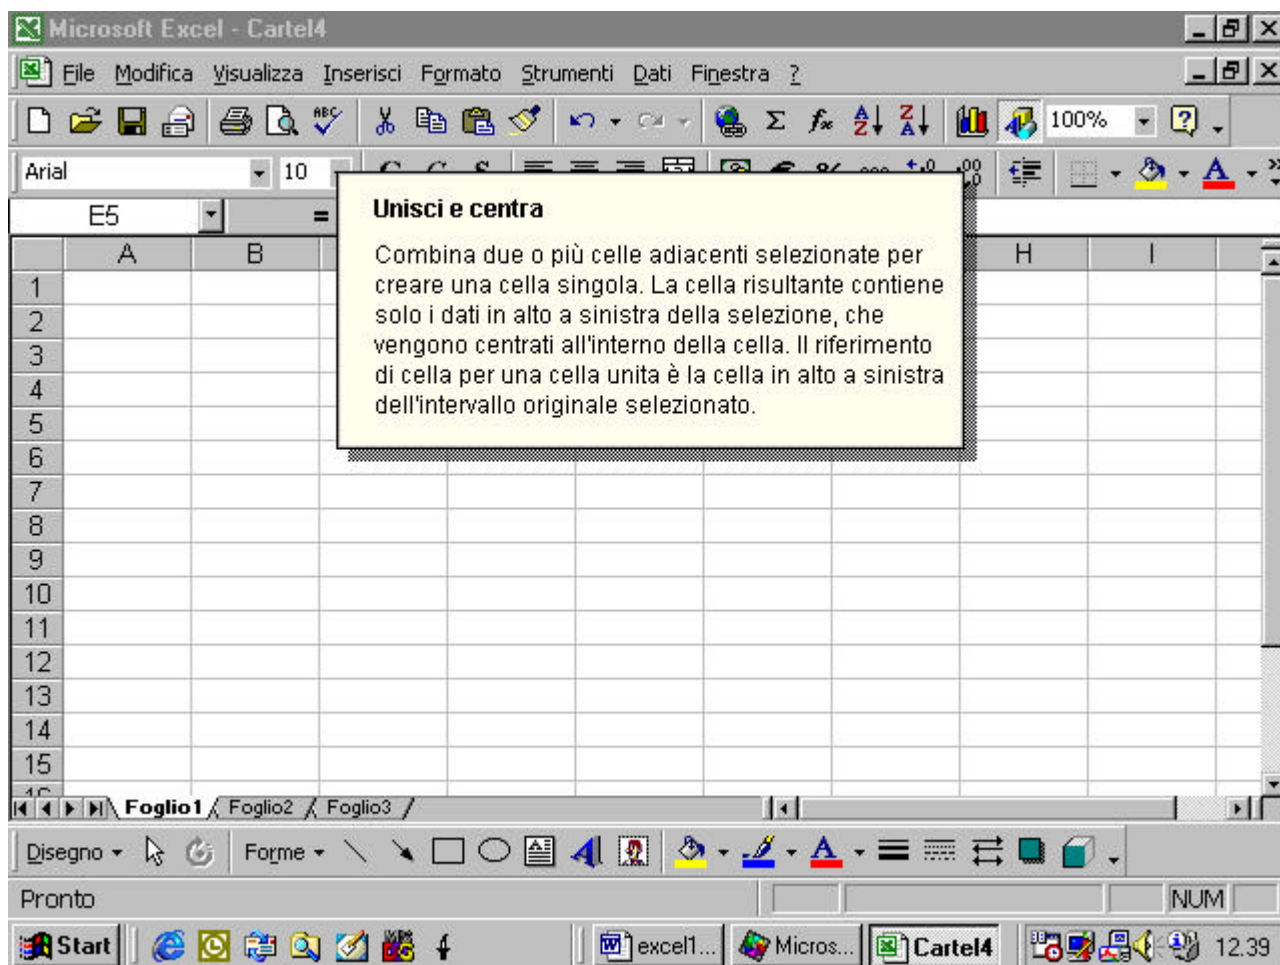 Microsoft Excel - Cartel4
File Modifica Visualizza Inserisci Formato Strumenti Dati Finestra ?
100%
Arial 10
E5 =
Unisci e centra
Combina due o più celle adiacenti selezionate per
creare una cella singola. La cella risultante contiene
solo i dati in alto a sinistra della selezione, che
vengono centrati all'interno della cella. Il riferimento
di cella per una cella unita è la cella in alto a sinistra
dell'intervallo originale selezionato.
A B H I
1
2
3
4
5
6
7
8
9
10
11
12
13
14
15
Foglio1 Foglio2 Foglio3
Disegno Forme
Pronto NUM
Start excel1... Micros... Cartel4 12.39